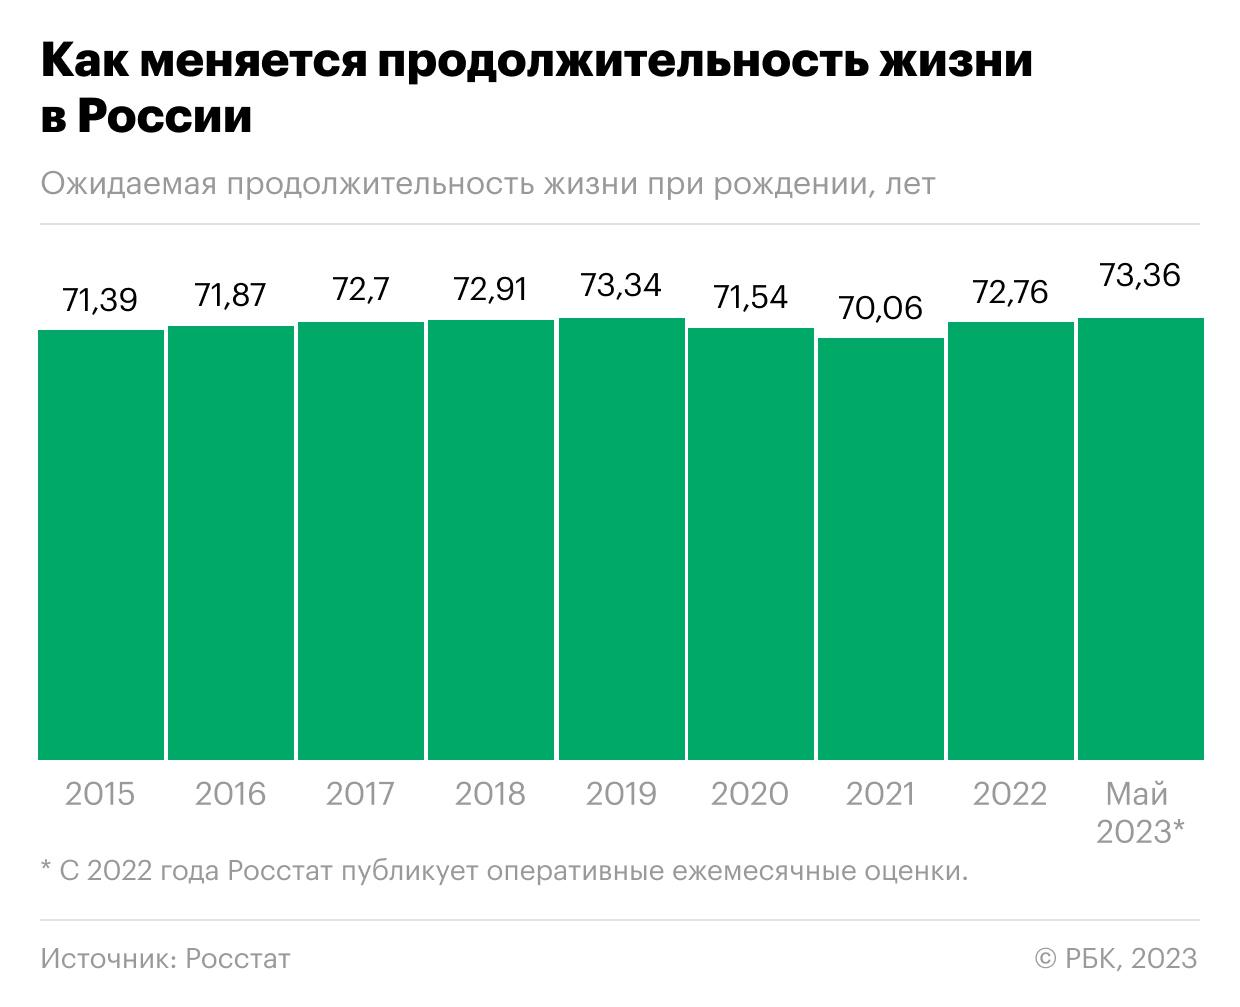 Как меняется продолжительность жизни
в России
Ожидаемая продолжительность жизни при рождении, лет
71,39 71,87 72,7 72,91 73,34 71,54 70,06 72,76 73,36
2015 2016 2017 2018 2019 2020 2021 2022 Май
2023*
* С 2022 года Росстат публикует оперативные ежемесячные оценки.
Источник: Росстат © РБК, 2023